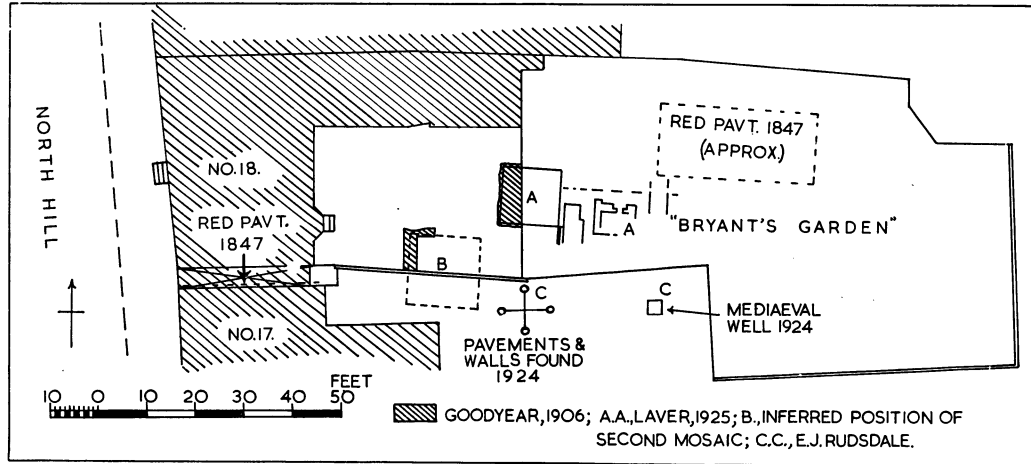 NORTH HILL
NO.18.
RED PAVT.
1847
NO.17.
A
B
C
PAVEMENTS &
WALLS FOUND
1924
RED PAVT. 1847
(APPROX.)
A
"BRYANT'S GARDEN"
C
MEDIAEVAL
WELL 1924
FEET
10 0 10 20 30 40 50
GOODYEAR, 1906; A.A., LAVER, 1925; B., INFERRED POSITION OF
SECOND MOSAIC; C.C., E.J. RUDSDALE.